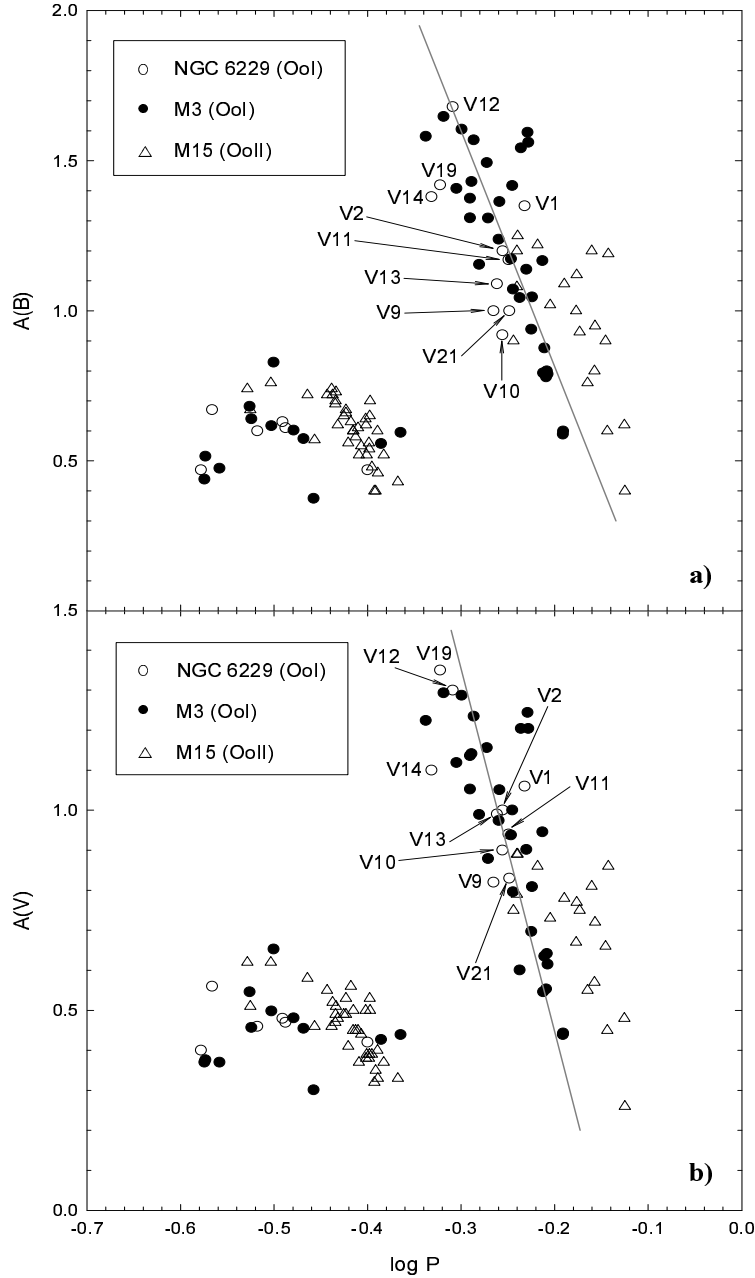 2.0
NGC 6229 (OoI)
M3 (OoI)
M15 (OoII)
V12
V19
V14
V1
V2
V11
V13
V9
V21
V10
1.5
1.0
0.5
A(B)
a)
1.5
NGC 6229 (OoI)
M3 (OoI)
M15 (OoII)
V12
V19
V2
V14
V1
V11
V13
V10
V9
V21
1.0
0.5
0.0
A(V)
b)
-0.7 -0.6 -0.5 -0.4 -0.3 -0.2 -0.1 0.0
log P